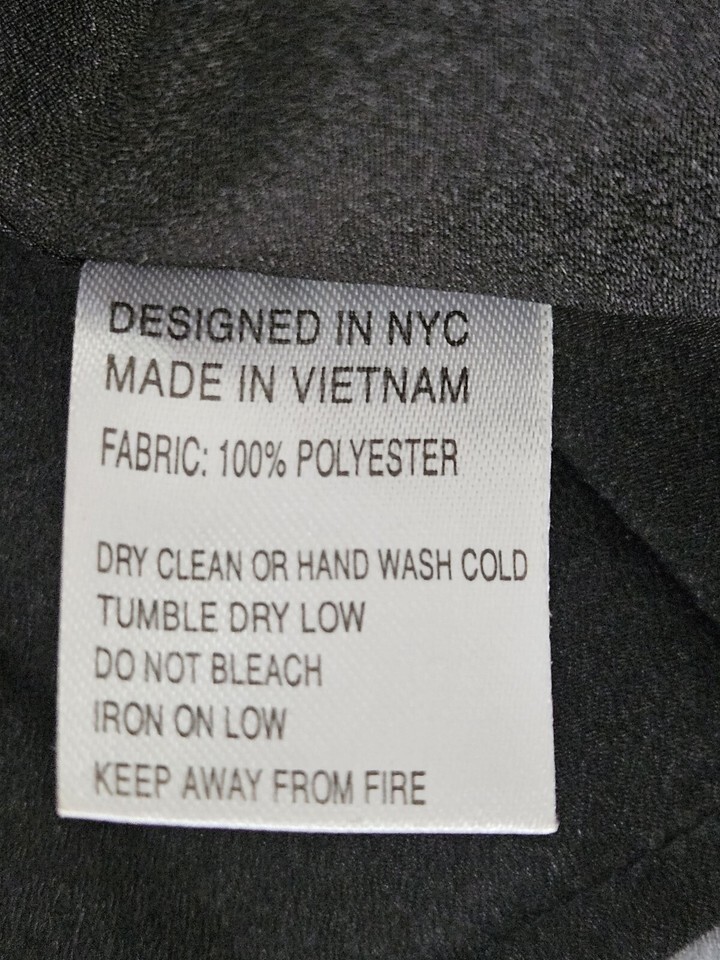 DESIGNED IN NYC
MADE IN VIETNAM
FABRIC: 100% POLYESTER
DRY CLEAN OR HAND WASH COLD
TUMBLE DRY LOW
DO NOT BLEACH
IRON ON LOW
KEEP AWAY FROM FIRE